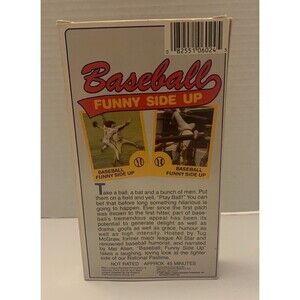 0 82551 06024 3
Baseball
FUNNY SIDE UP
BASEBALL
FUNNY SIDE UP
BASEBALL
FUNNY SIDE UP
Take a ball, a bat and a bunch of men. Put
them on a field and yell, "Play Ball!" You can
bet that before long something hilarious is
going to happen. Ever since the first pitch
was thrown to the first hitter, part of base-
ball's tremendous appeal has been its
potential to generate delight as well as
drama, goofs as well as grace, humour as
well as high intensity. Hosted by Tug
McGraw, former major league All Star and
renowned baseball humorist, and narrated
by Mel Allen, "Baseball, Funny Side Up"
takes a laughing, loving look at the lighter
side of our National Pastime.
NOT RATED APPROX. 45 MINUTES